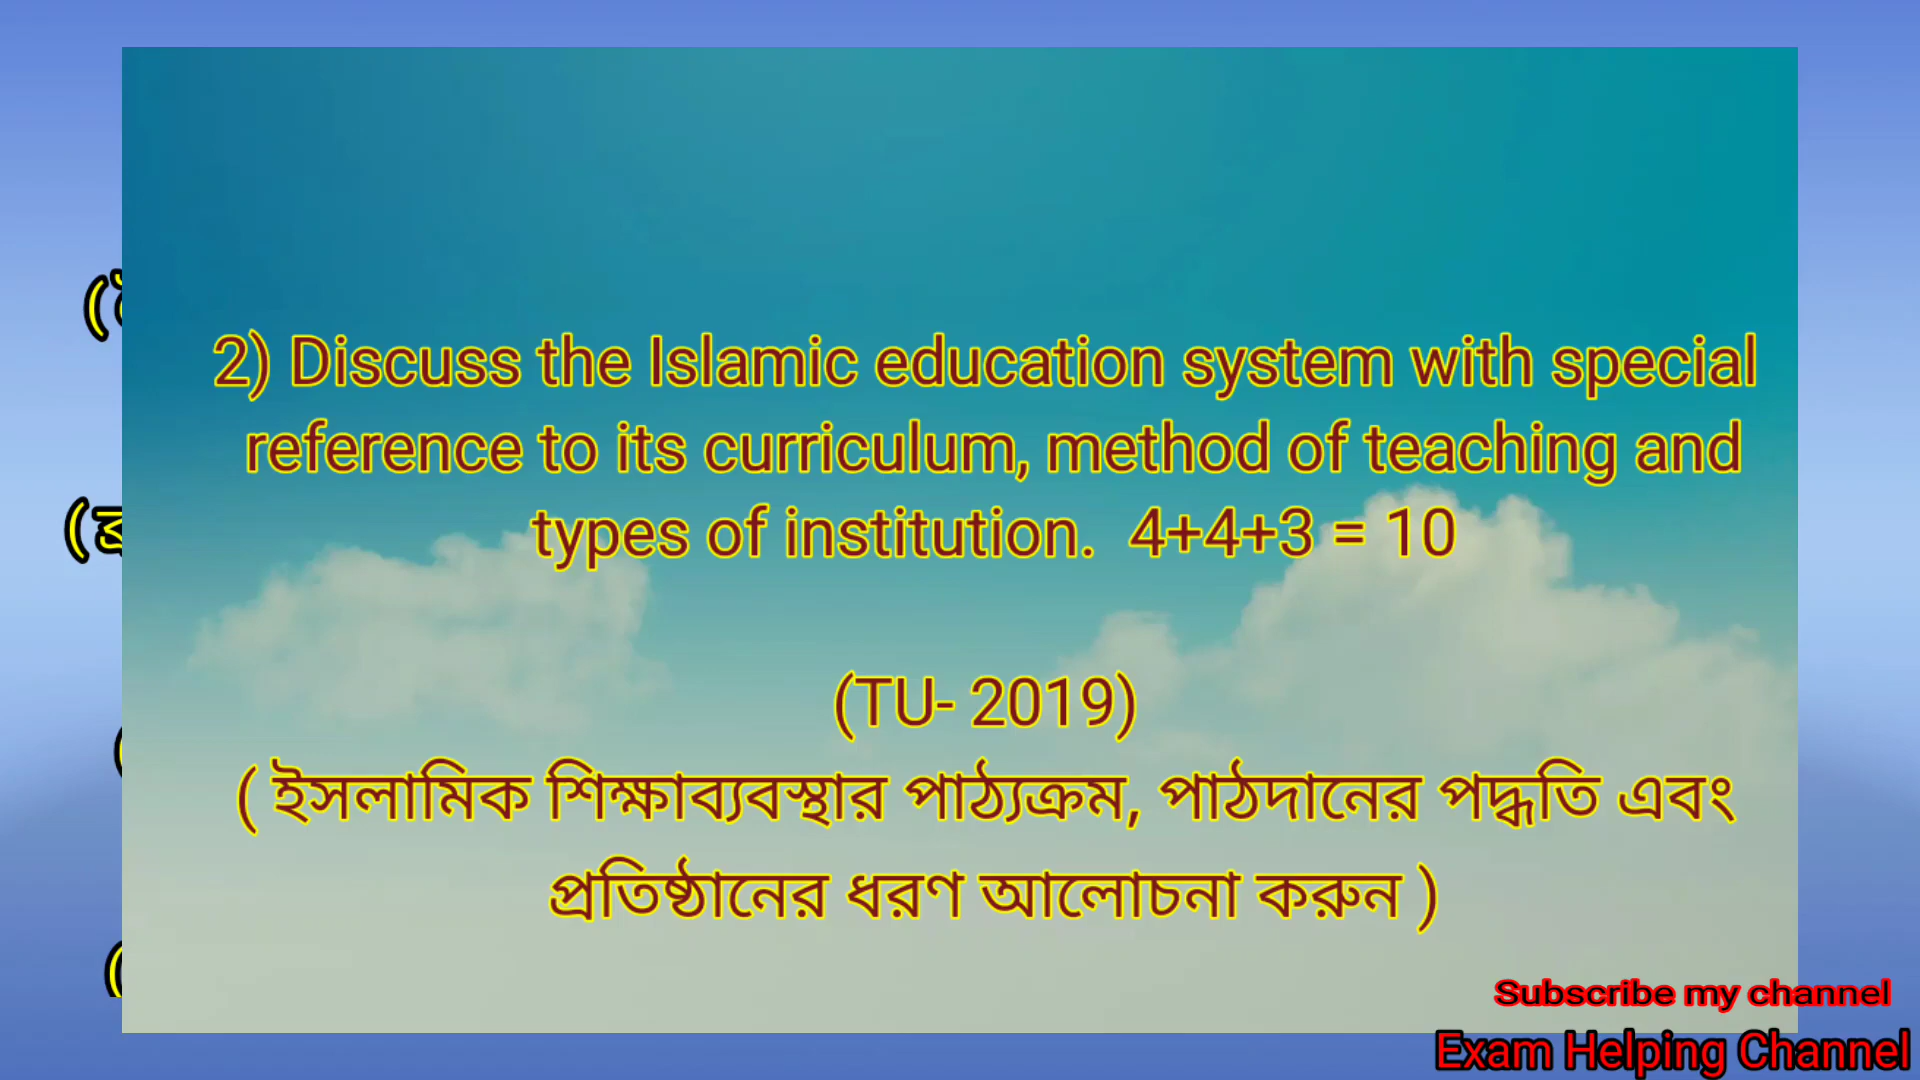 2) Discuss the Islamic education system with special
reference to its curriculum, method of teaching and
types of institution. 4+4+3 = 10
(TU- 2019)
( ইসলামিক শিক্ষাব্যবস্থার পাঠ্যক্রম, পাঠদানের পদ্ধতি এবং
প্রতিষ্ঠানের ধরণ আলোচনা করুন )
Subscribe my channel
Exam Helping Channel